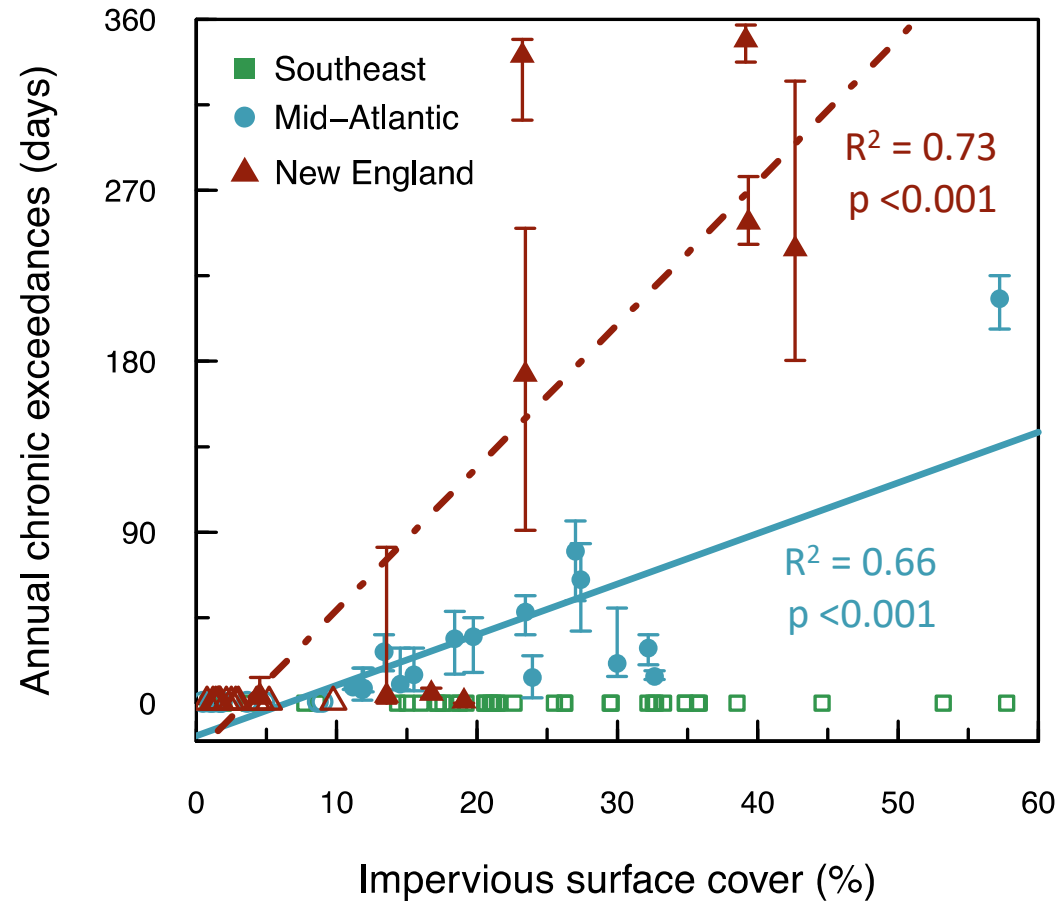 Annual chronic exceedances (days)
360
270
180
90
0
Southeast
Mid−Atlantic
New England
R² = 0.73
p <0.001
R² = 0.66
p <0.001
0 10 20 30 40 50 60
Impervious surface cover (%)